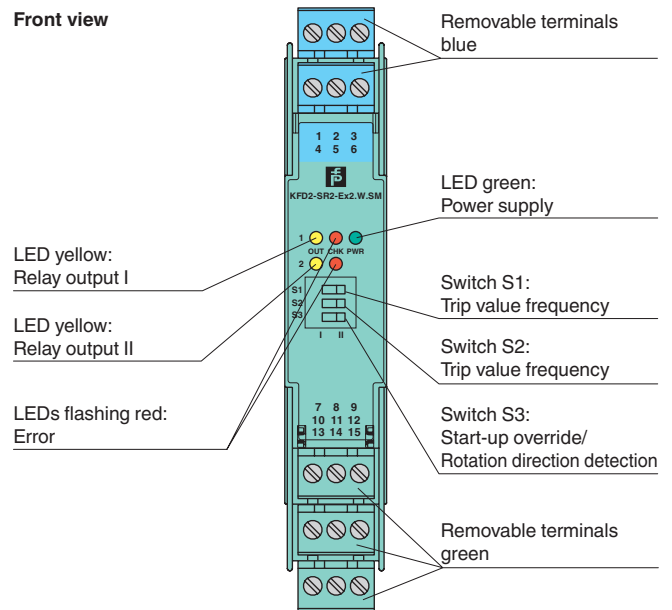 Front view
Removable terminals
blue
1 2 3
4 5 6
KFD2-SR2-Ex2.W.SM
LED green:
Power supply
1
OUT CHK PWR
2
LED yellow:
Relay output I
S1
S2
S3
I II
Switch S1:
Trip value frequency
LED yellow:
Relay output II
Switch S2:
Trip value frequency
LEDs flashing red:
Error
Switch S3:
Start-up override/
Rotation direction detection
7 8 9
10 11 12
13 14 15
Removable terminals
green